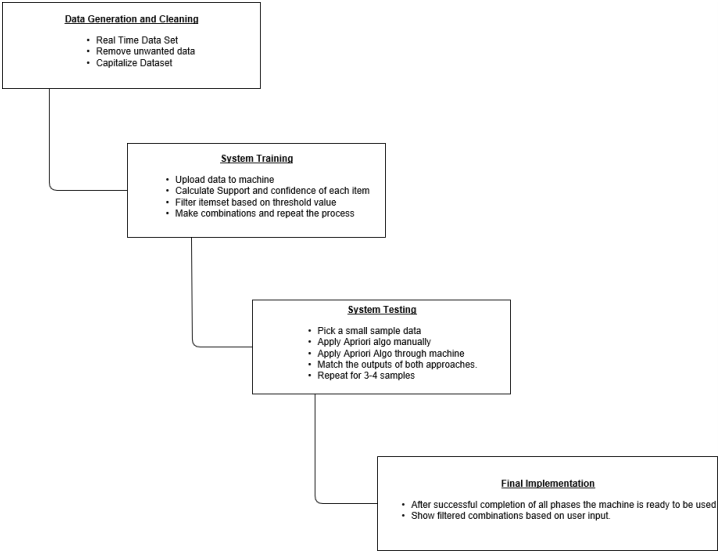 Data Generation and Cleaning
• Real Time Data Set
• Remove unwanted data
• Capitalize Dataset
System Training
• Upload data to machine
• Calculate Support and confidence of each item
• Filter itemset based on threshold value
• Make combinations and repeat the process
System Testing
• Pick a small sample data
• Apply Apriori algo manually
• Apply Apriori Algo through machine
• Match the outputs of both approaches.
• Repeat for 3-4 samples
Final Implementation
• After successful completion of all phases the machine is ready to be used
• Show filtered combinations based on user input.